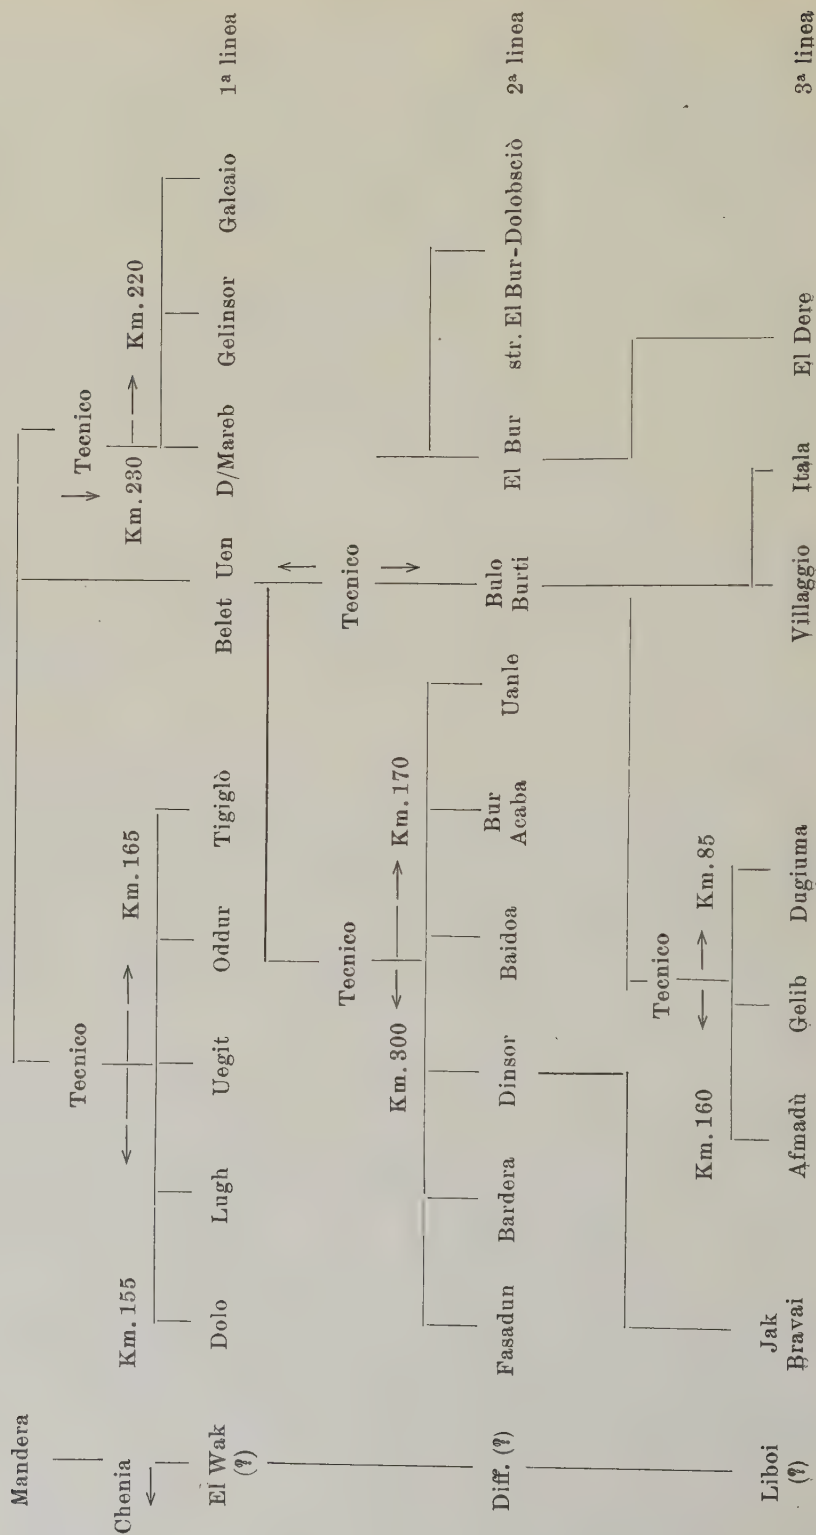 Mandera
Chenia
Tecnico
Tecnico
Km. 155
Km. 165
Km. 230
Km. 220
El Wak
(?)
Dolo
Lugh
Uegit
Oddur
Tigiglò
Belet Uen
D/Mareb
Gelinsor
Galcaio
1ª linea
Tecnico
Tecnico
Km. 300
Km. 170
Diff. (?)
Fasadun
Bardera
Dinsor
Baidoa
Bur
Acaba
Uanle
Bulo
Burti
El Bur
str. El Bur-Dolobsciò
2ª linea
Tecnico
Km. 160
Km. 85
Liboi
(?)
Jak
Bravai
Afmadù
Gelib
Dugiuma
Villaggio
Itala
El Dere
3ª linea